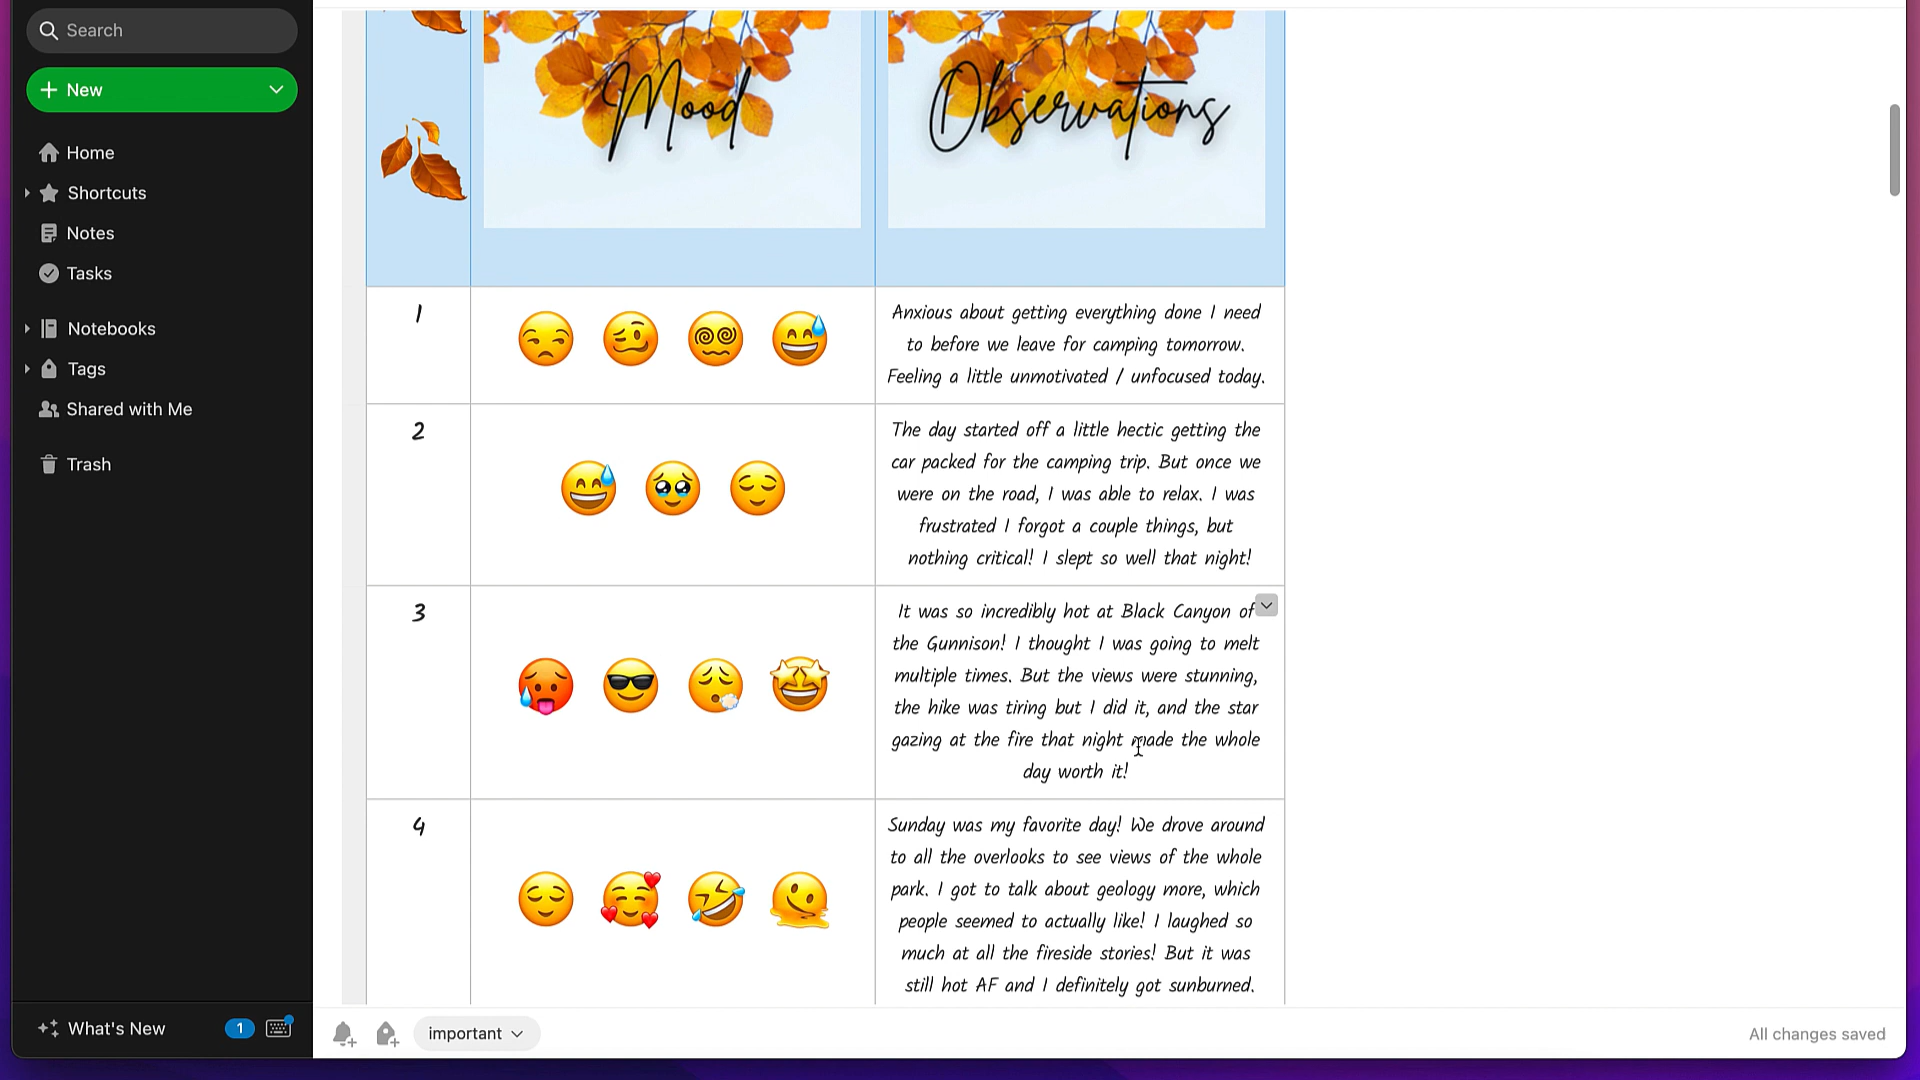 Search
New
Home
Shortcuts
Notes
Tasks
Notebooks
Tags
Shared with Me
Trash
What's New
1
Mood
Observations
1
Anxious about getting everything done I need
to before we leave for camping tomorrow.
Feeling a little unmotivated / unfocused today.
2
The day started off a little hectic getting the
car packed for the camping trip. But once we
were on the road, I was able to relax. I was
frustrated I forgot a couple things, but
nothing critical! I slept so well that night!
3
It was so incredibly hot at Black Canyon of
the Gunnison! I thought I was going to melt
multiple times. But the views were stunning,
the hike was tiring but I did it, and the star
gazing at the fire that night made the whole
day worth it!
4
Sunday was my favorite day! We drove around
to all the overlooks to see views of the whole
park. I got to talk about geology more, which
people seemed to actually like! I laughed so
much at all the fireside stories! But it was
still hot AF and I definitely got sunburned.
important
All changes saved